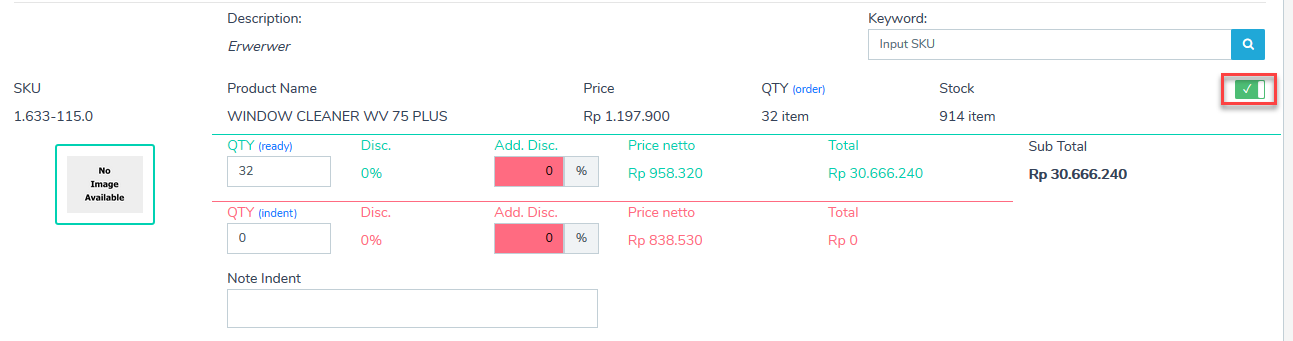 Description:
Keyword:
Erwerwer
Input SKU
SKU
Product Name
Price
QTY (order)
Stock
1.633-115.0
WINDOW CLEANER WV 75 PLUS
Rp 1.197.900
32 item
914 item
No
Image
Available
QTY (ready)
Disc.
Add. Disc.
Price netto
Total
Sub Total
32
0%
0 %
Rp 958.320
Rp 30.666.240
Rp 30.666.240
QTY (indent)
Disc.
Add. Disc.
Price netto
Total
0
0%
0 %
Rp 838.530
Rp 0
Note Indent